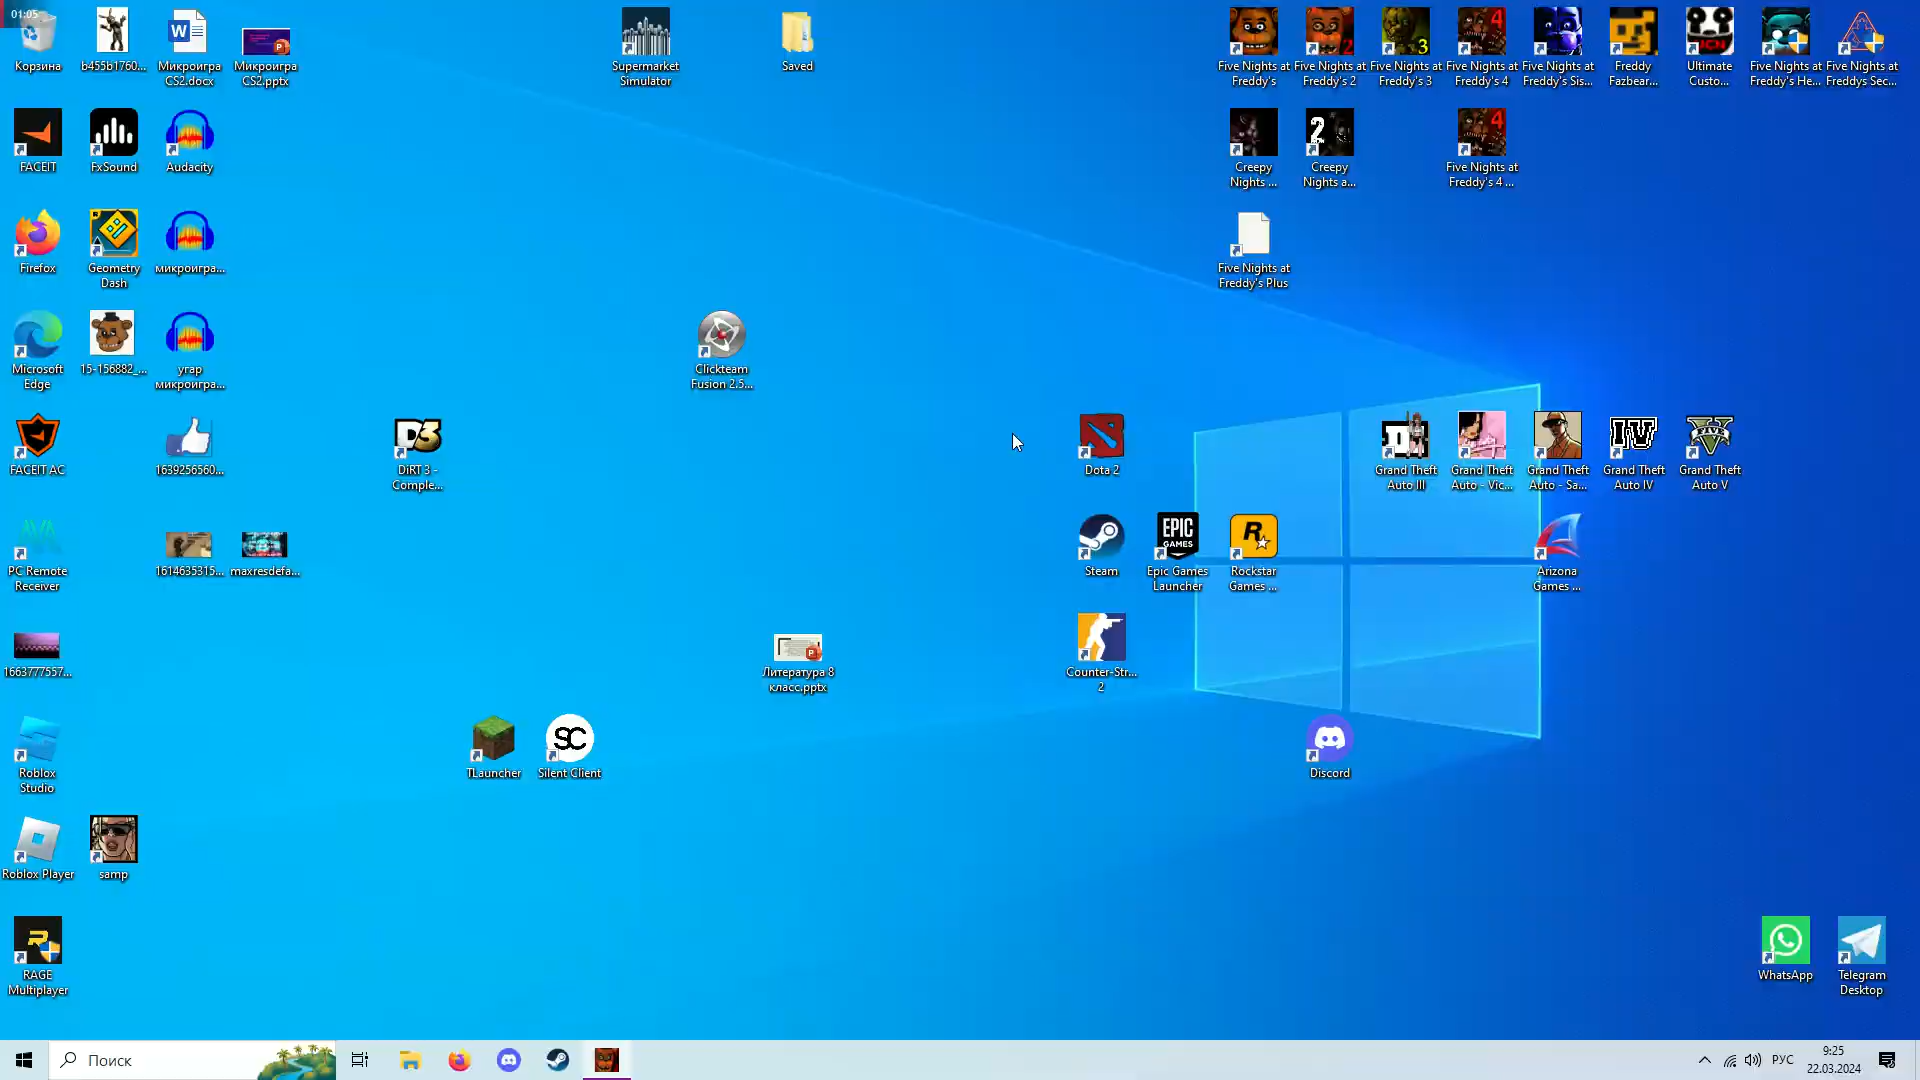 01:05
Корзина
b455b1760...
Микроигра
CS2.docx
Микроигра
CS2.pptx
Supermarket
Simulator
Saved
Five Nights at
Freddy's
Five Nights at
Freddy's 2
Five Nights at
Freddy's 3
Five Nights at
Freddy's 4
Five Nights at
Freddy's Sis...
Freddy
Fazbear...
Ultimate
Custo...
Five Nights at
Freddy's He...
Five Nights at
Freddys Sec...
FACEIT
FxSound
Audacity
Creepy
Nights ...
Creepy
Nights a...
Five Nights at
Freddy's 4 ...
Firefox
Geometry
Dash
микроигра...
Five Nights at
Freddy's Plus
Microsoft
Edge
15-156882_...
угар
микроигра...
Clickteam
Fusion 2.5...
FACEIT AC
1639256560...
DiRT 3 -
Comple...
Dota 2
Grand Theft
Auto III
Grand Theft
Auto - Vic...
Grand Theft
Auto - Sa...
Grand Theft
Auto IV
Grand Theft
Auto V
PC Remote
Receiver
1614635315...
maxresdefa...
Steam
EPIC
GAMES
Epic Games
Launcher
Rockstar
Games ...
Arizona
Games ...
1663777557...
Литература 8
класс.pptx
Counter-Str...
2
Roblox
Studio
TLauncher
SC
Silent Client
Discord
Roblox Player
samp
RAGE
Multiplayer
WhatsApp
Telegram
Desktop
Поиск
РУС
9:25
22.03.2024